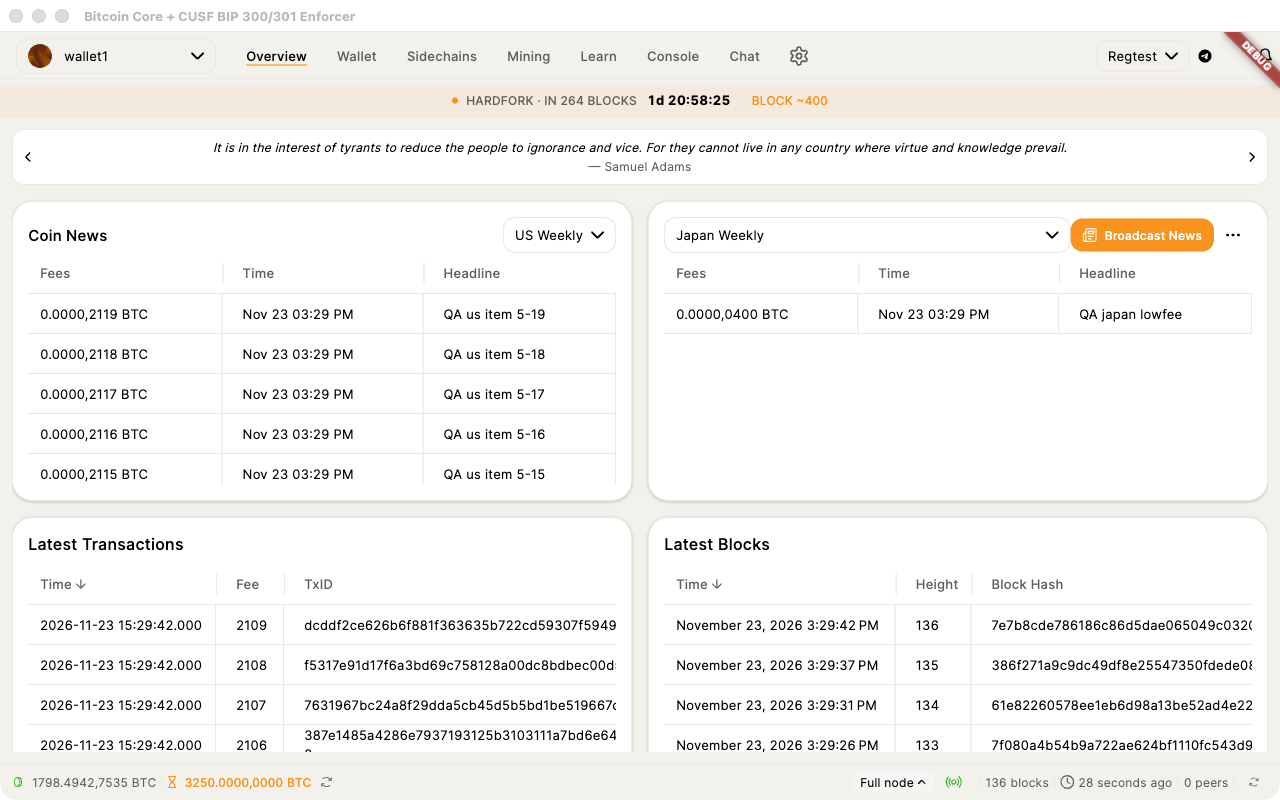 Bitcoin Core + CUSF BIP 300/301 Enforcer
wallet1
Overview
Wallet
Sidechains
Mining
Learn
Console
Chat
Regtest
DEBUG
HARDFORK · IN 264 BLOCKS 1d 20:58:25 BLOCK ~400
It is in the interest of tyrants to reduce the people to ignorance and vice. For they cannot live in any country where virtue and knowledge prevail.
— Samuel Adams
Coin News
US Weekly
Fees Time Headline
0.0000,2119 BTC Nov 23 03:29 PM QA us item 5-19
0.0000,2118 BTC Nov 23 03:29 PM QA us item 5-18
0.0000,2117 BTC Nov 23 03:29 PM QA us item 5-17
0.0000,2116 BTC Nov 23 03:29 PM QA us item 5-16
0.0000,2115 BTC Nov 23 03:29 PM QA us item 5-15
Japan Weekly
Broadcast News
Fees Time Headline
0.0000,0400 BTC Nov 23 03:29 PM QA japan lowfee
Latest Transactions
Time Fee TxID
2026-11-23 15:29:42.000 2109 dcddf2ce626b6f881f363635b722cd59307f5949
2026-11-23 15:29:42.000 2108 f5317e91d17f6a3bd69c758128a00dc8bdbec00d
2026-11-23 15:29:42.000 2107 7631967bc24a8f29dda5cb45d5b5bd1be519667c
2026-11-23 15:29:42.000 2106 387e1485a4286e7937193125b3103111a7bd6e64
Latest Blocks
Time Height Block Hash
November 23, 2026 3:29:42 PM 136 7e7b8cde786186c86d5dae065049c0320
November 23, 2026 3:29:37 PM 135 386f271a9c9dc49df8e25547350fdede08
November 23, 2026 3:29:31 PM 134 61e82260578ee1eb6d98a13be52ad4e22
November 23, 2026 3:29:26 PM 133 7f080a4b54b9a722ae624bf1110fc543d9
1798.4942,7535 BTC
3250.0000,0000 BTC
Full node
136 blocks
28 seconds ago
0 peers